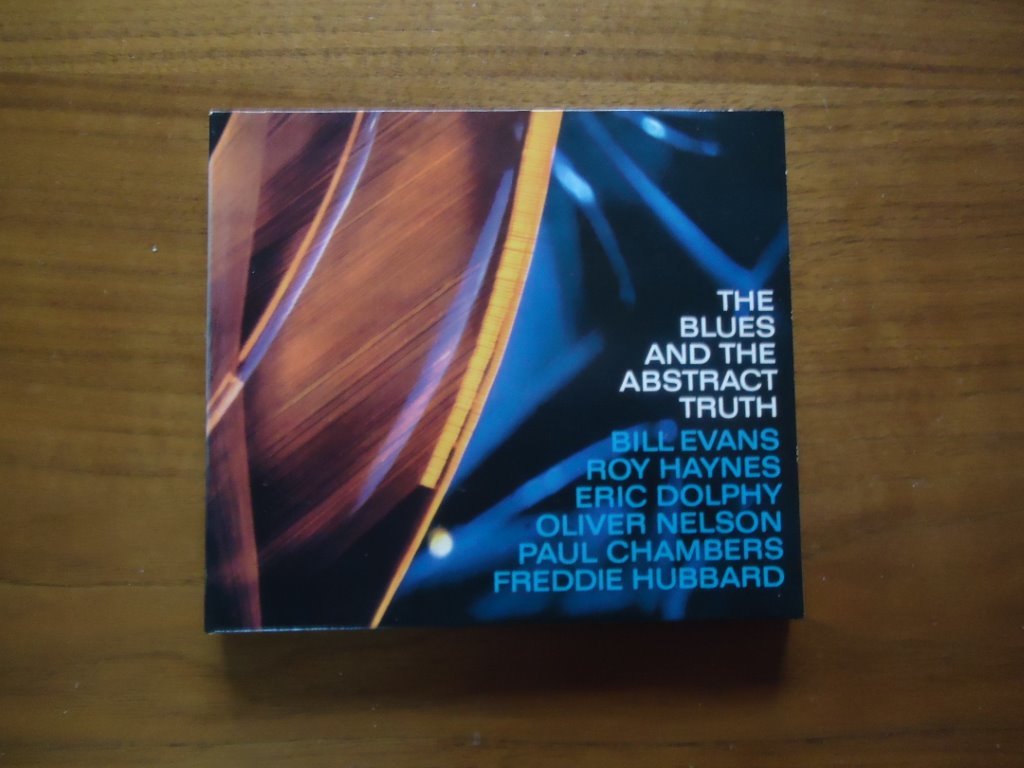 THE
BLUES
AND THE
ABSTRACT
TRUTH
BILL EVANS
ROY HAYNES
ERIC DOLPHY
OLIVER NELSON
PAUL CHAMBERS
FREDDIE HUBBARD